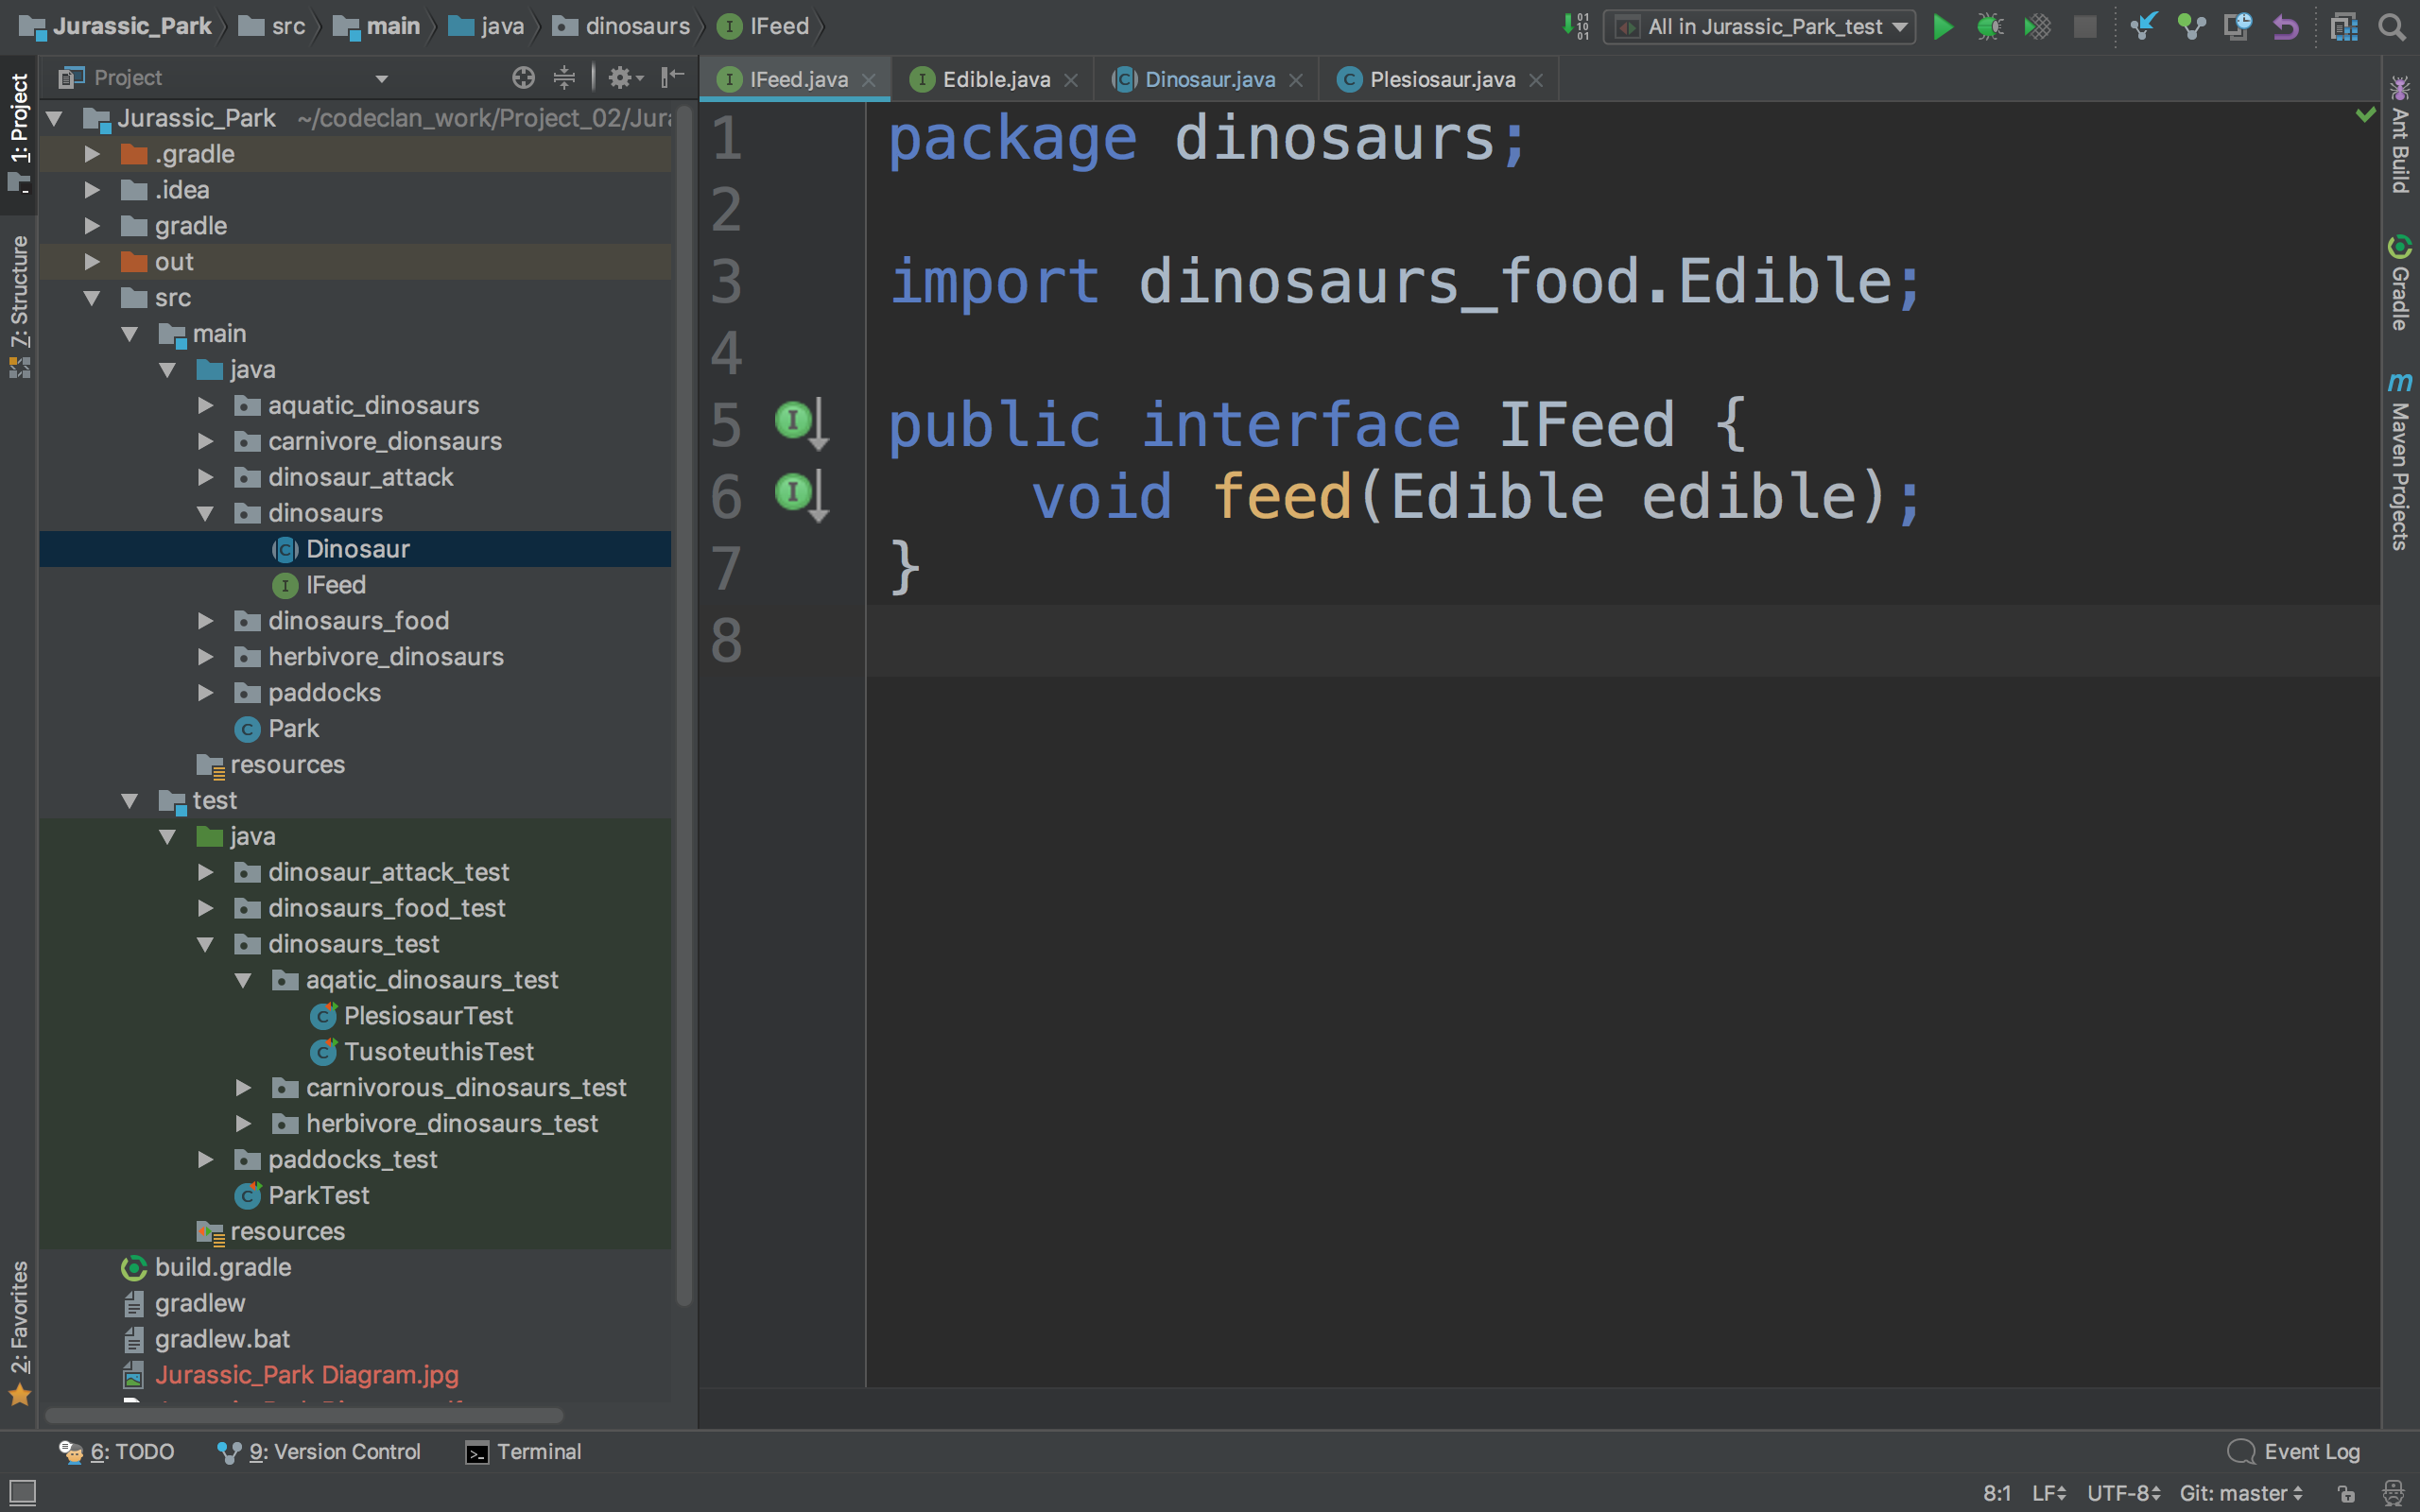 Jurassic_Park src main java dinosaurs IFeed
All in Jurassic_Park_test
1: Project
7: Structure
2: Favorites
Project
Jurassic_Park ~/codeclan_work/Project_02/Jura
.gradle
.idea
gradle
out
src
main
java
aquatic_dinosaurs
carnivore_dionsaurs
dinosaur_attack
dinosaurs
Dinosaur
IFeed
dinosaurs_food
herbivore_dinosaurs
paddocks
Park
resources
test
java
dinosaur_attack_test
dinosaurs_food_test
dinosaurs_test
aqatic_dinosaurs_test
PlesiosaurTest
TusoteuthisTest
carnivorous_dinosaurs_test
herbivore_dinosaurs_test
paddocks_test
ParkTest
resources
build.gradle
gradlew
gradlew.bat
Jurassic_Park Diagram.jpg
IFeed.java Edible.java Dinosaur.java Plesiosaur.java
1 package dinosaurs;
2
3 import dinosaurs_food.Edible;
4
5 public interface IFeed {
6 void feed(Edible edible);
7 }
8
Ant Build
Gradle
Maven Projects
6: TODO 9: Version Control Terminal Event Log
8:1 LF UTF-8 Git: master